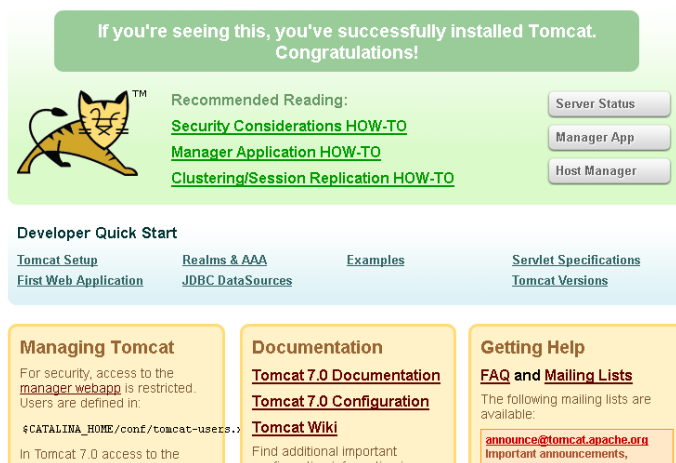 If you're seeing this, you've successfully installed Tomcat.
Congratulations!
TM
Recommended Reading:
Security Considerations HOW-TO
Manager Application HOW-TO
Clustering/Session Replication HOW-TO
Server Status
Manager App
Host Manager
Developer Quick Start
Tomcat Setup
First Web Application
Realms & AAA
JDBC DataSources
Examples
Servlet Specifications
Tomcat Versions
Managing Tomcat
For security, access to the
manager webapp is restricted.
Users are defined in:
$CATALINA_HOME/conf/tomcat-users.x
In Tomcat 7.0 access to the
Documentation
Tomcat 7.0 Documentation
Tomcat 7.0 Configuration
Tomcat Wiki
Find additional important
Getting Help
FAQ and Mailing Lists
The following mailing lists are
available:
announce@tomcat.apache.org
Important announcements,